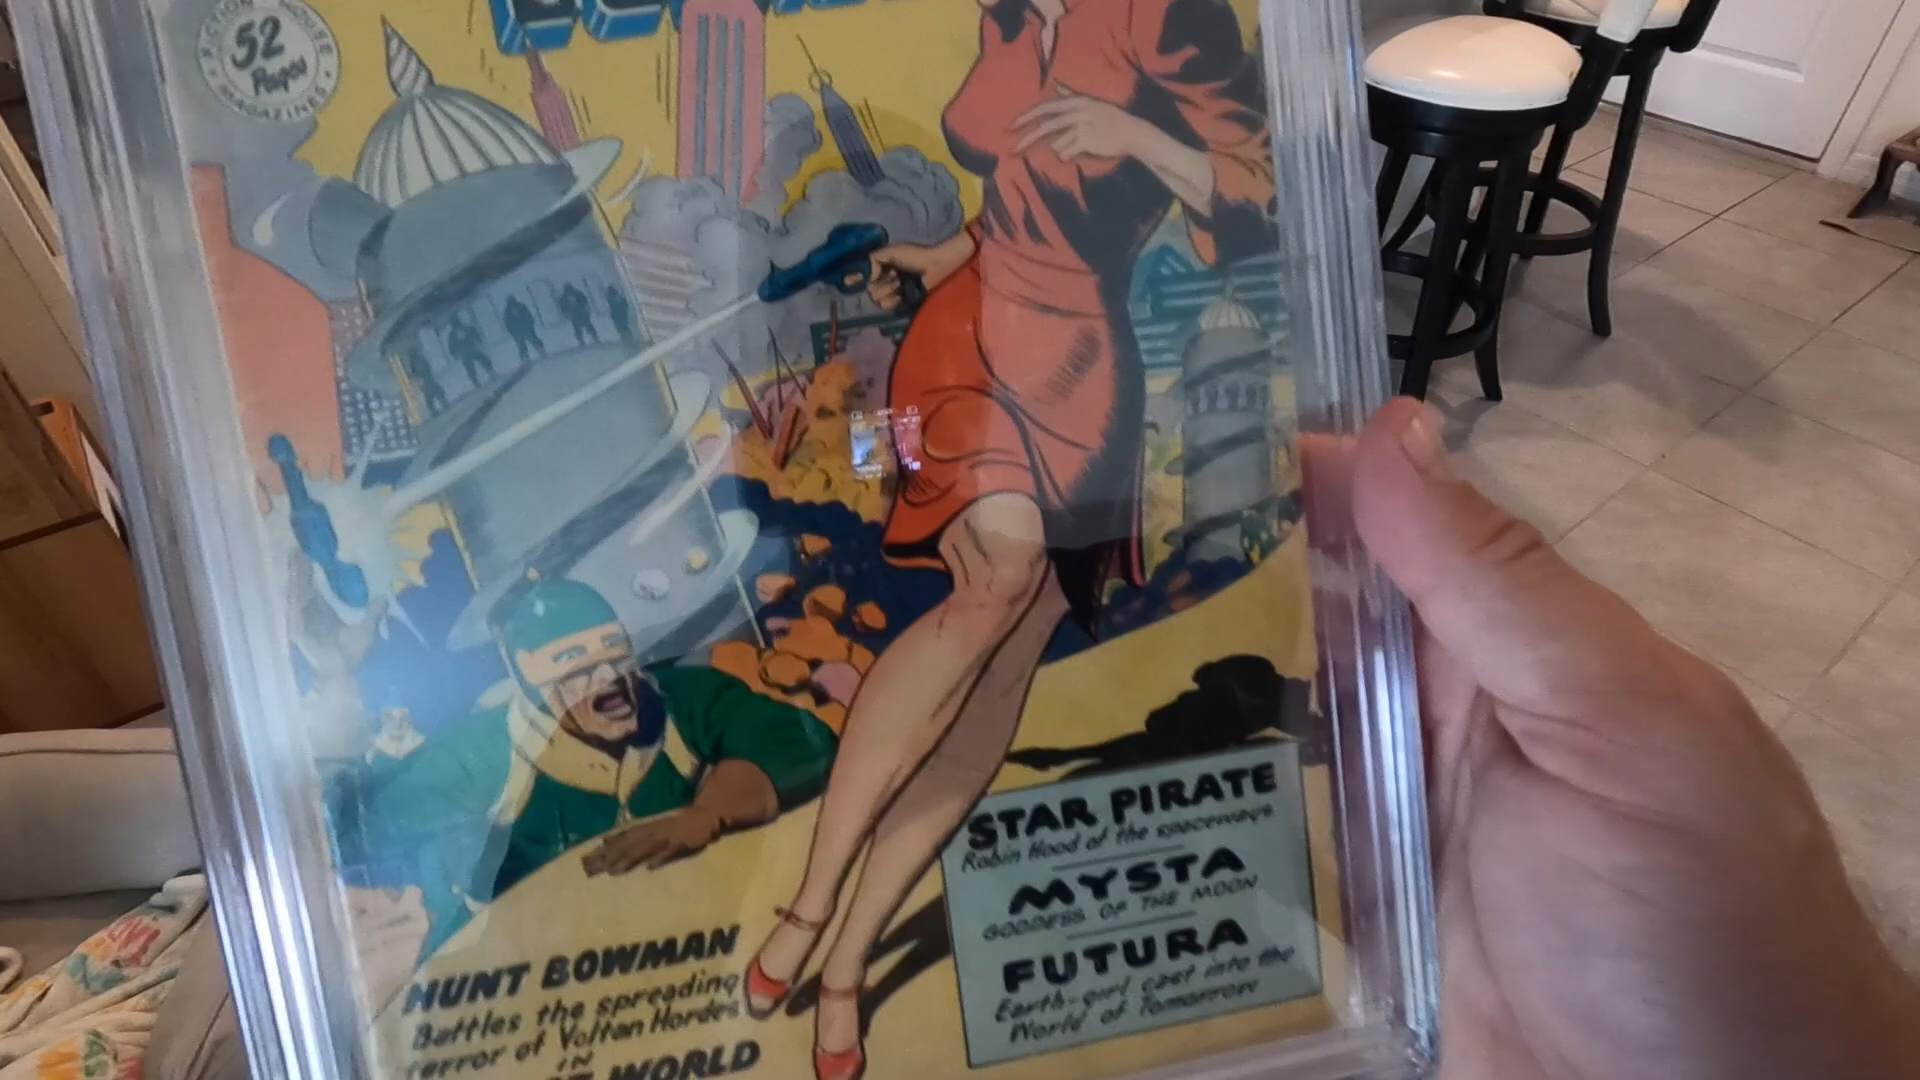 FICTION HOUSE
52
Pages
MAGAZINES
STAR PIRATE
Robin Hood of the spaceways
MYSTA
GODDESS OF THE MOON
FUTURA
Earth-girl cast into the
World of Tomorrow
HUNT BOWMAN
Battles the spreading
terror of Voltan Hordes
IN
WORLD